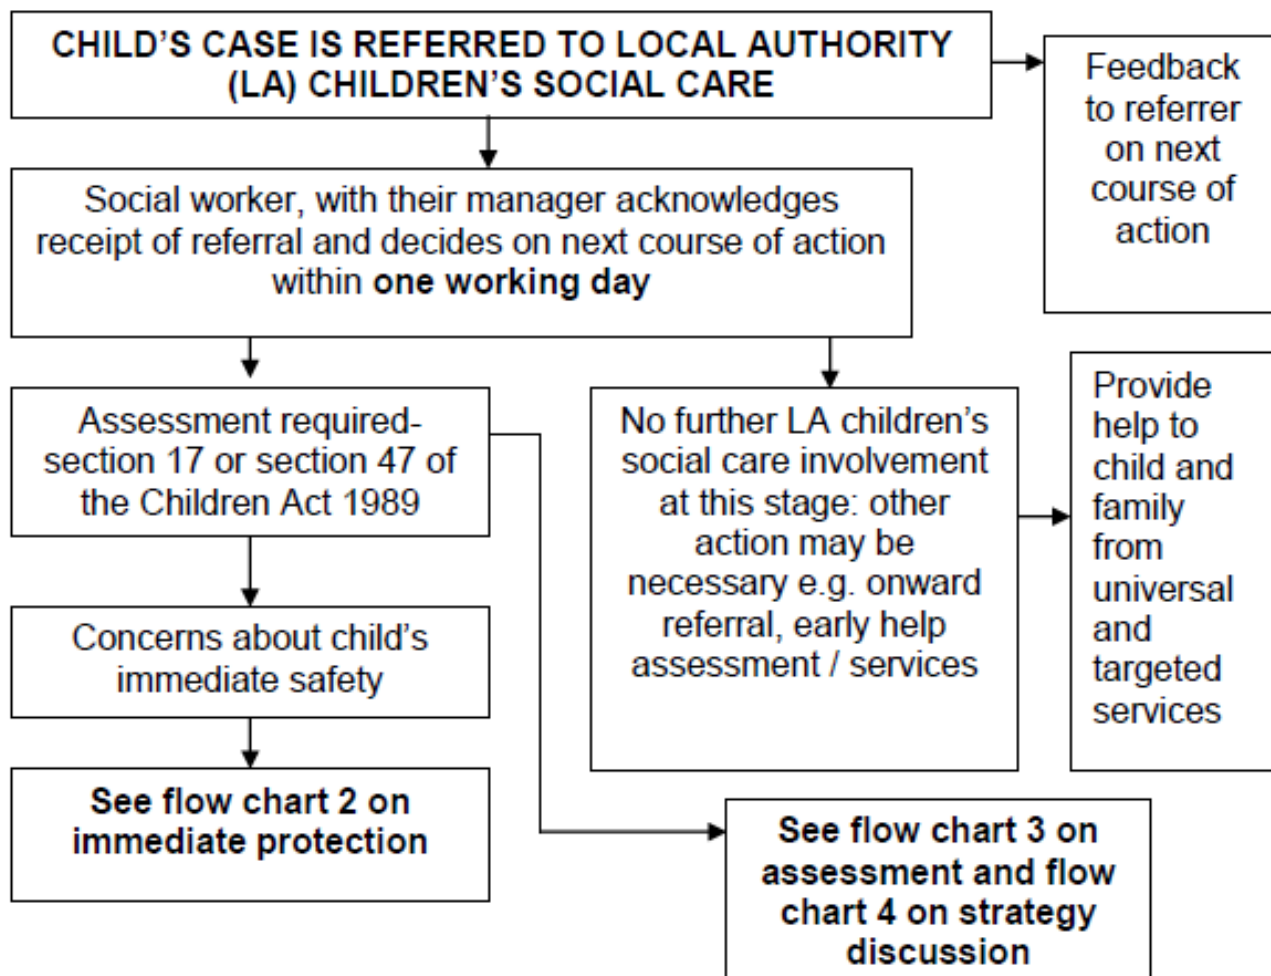 CHILD'S CASE IS REFERRED TO LOCAL AUTHORITY
(LA) CHILDREN'S SOCIAL CARE
Feedback
to referrer
on next
course of
action
Social worker, with their manager acknowledges
receipt of referral and decides on next course of action
within one working day
Assessment required-
section 17 or section 47 of
the Children Act 1989
No further LA children's
social care involvement
at this stage: other
action may be
necessary e.g. onward
referral, early help
assessment / services
Provide
help to
child and
family
from
universal
and
targeted
services
Concerns about child's
immediate safety
See flow chart 2 on
immediate protection
See flow chart 3 on
assessment and flow
chart 4 on strategy
discussion